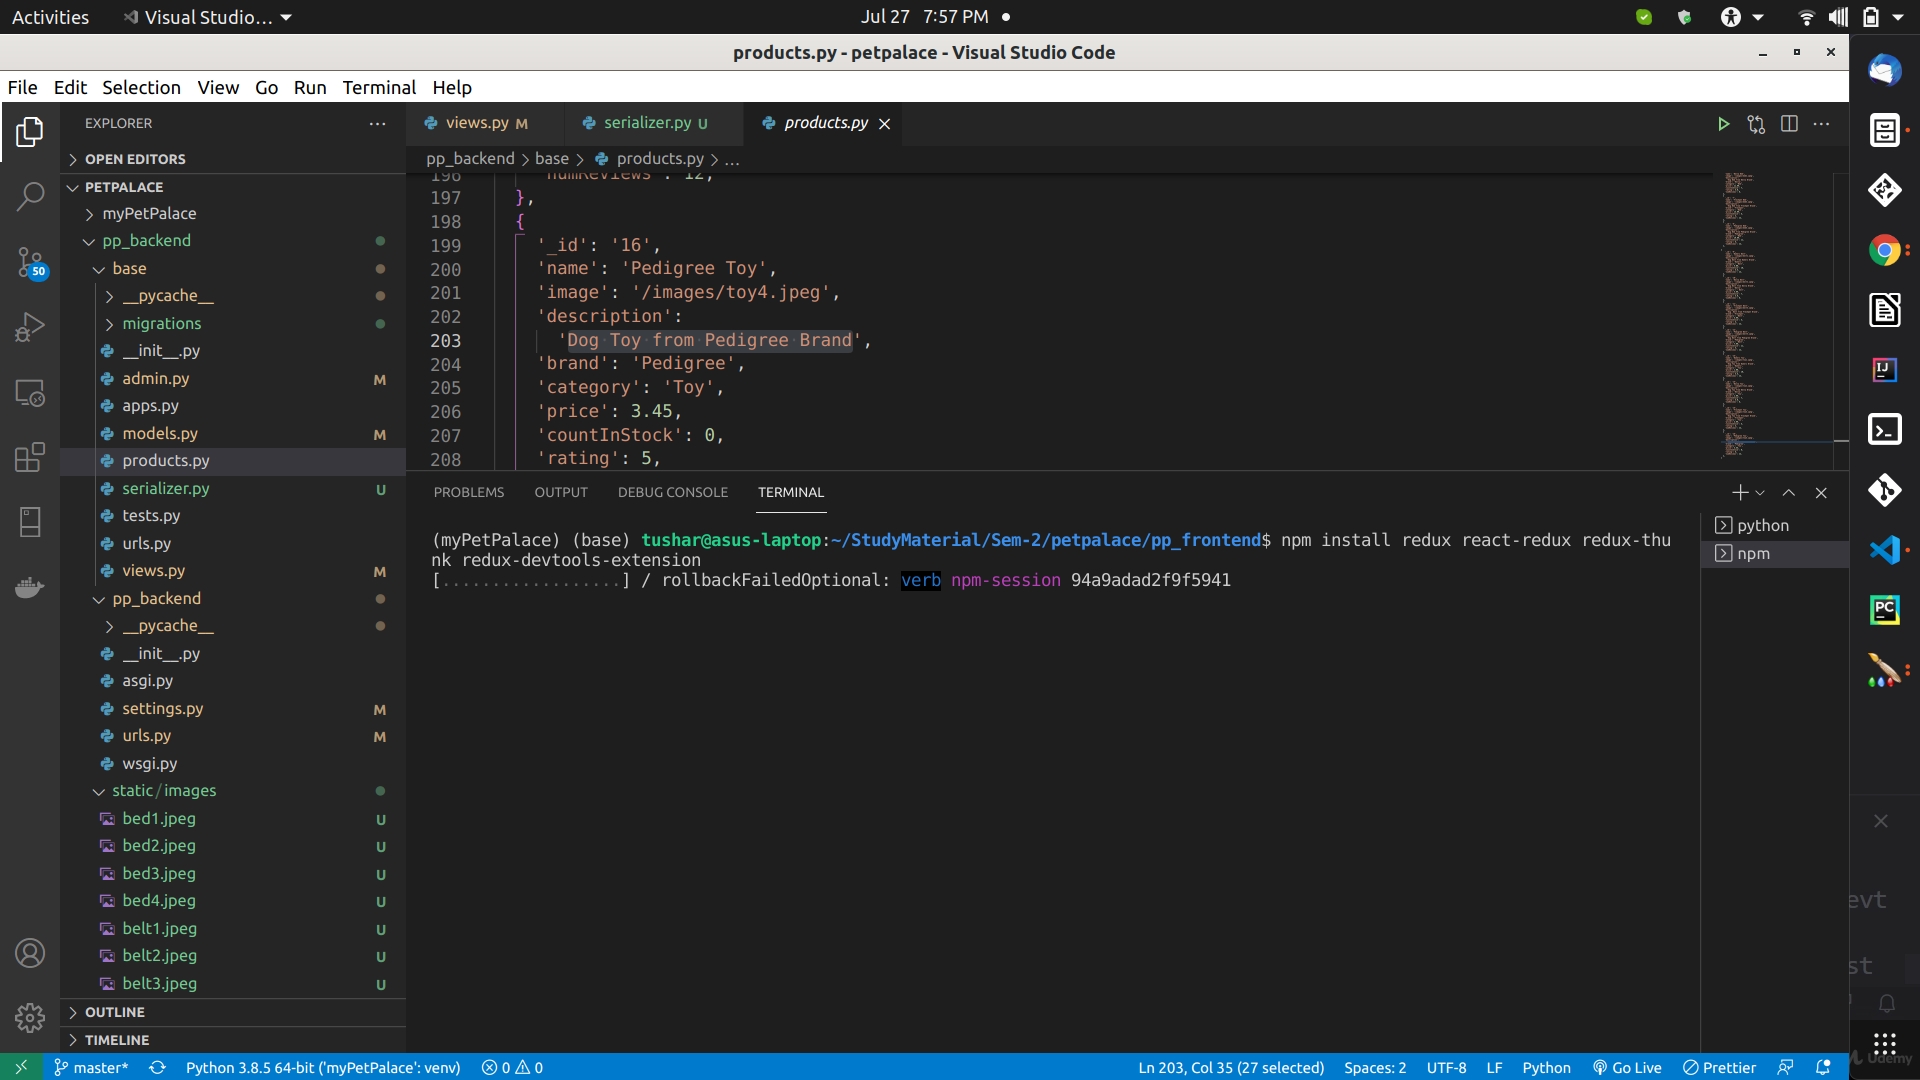 Activities
Visual Studio...
Jul 27 7:57 PM
products.py - petpalace - Visual Studio Code
File Edit Selection View Go Run Terminal Help
EXPLORER
OPEN EDITORS
PETPALACE
myPetPalace
pp_backend
base
__pycache__
migrations
__init__.py
admin.py M
apps.py
models.py M
products.py
serializer.py U
tests.py
urls.py
views.py M
pp_backend
__pycache__
__init__.py
asgi.py
settings.py M
urls.py M
wsgi.py
static/images
bed1.jpeg U
bed2.jpeg U
bed3.jpeg U
bed4.jpeg U
belt1.jpeg U
belt2.jpeg U
belt3.jpeg U
OUTLINE
TIMELINE
50
views.py M
serializer.py U
products.py
pp_backend > base > products.py > ...
196 'numReviews': 12,
197 },
198 {
199 '_id': '16',
200 'name': 'Pedigree Toy',
201 'image': '/images/toy4.jpeg',
202 'description':
203 'Dog Toy from Pedigree Brand',
204 'brand': 'Pedigree',
205 'category': 'Toy',
206 'price': 3.45,
207 'countInStock': 0,
208 'rating': 5,
PROBLEMS OUTPUT DEBUG CONSOLE TERMINAL
(myPetPalace) (base) tushar@asus-laptop:~/StudyMaterial/Sem-2/petpalace/pp_frontend$ npm install redux react-redux redux-thu
nk redux-devtools-extension
[..................] / rollbackFailedOptional: verb npm-session 94a9adad2f9f5941
python
npm
IJ
PC
evt
st
Udemy
master*
Python 3.8.5 64-bit ('myPetPalace': venv)
0 0
Ln 203, Col 35 (27 selected)
Spaces: 2
UTF-8
LF
Python
Go Live
Prettier